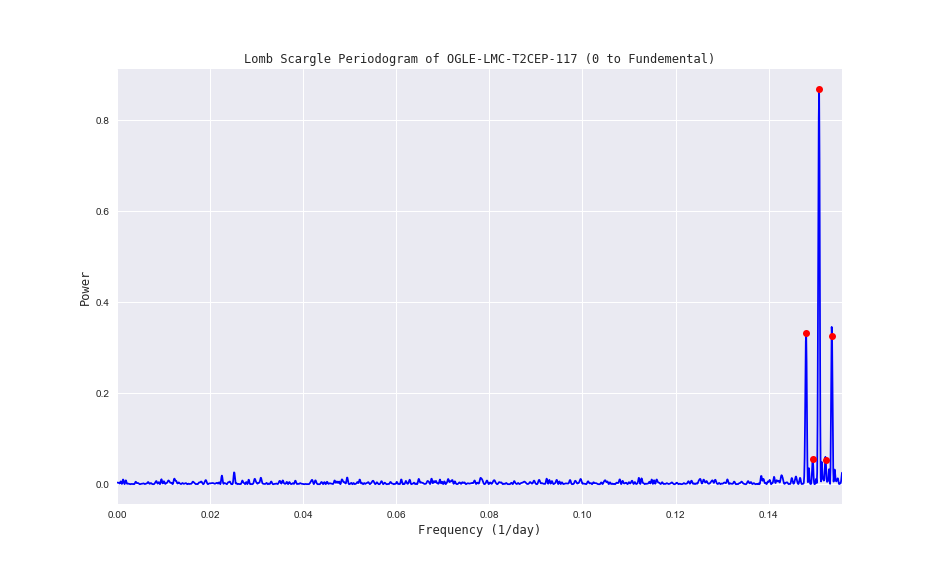 Lomb Scargle Periodogram of OGLE-LMC-T2CEP-117 (0 to Fundemental)
0.8
0.6
0.4
0.2
0.0
Power
0.00 0.02 0.04 0.06 0.08 0.10 0.12 0.14
Frequency (1/day)